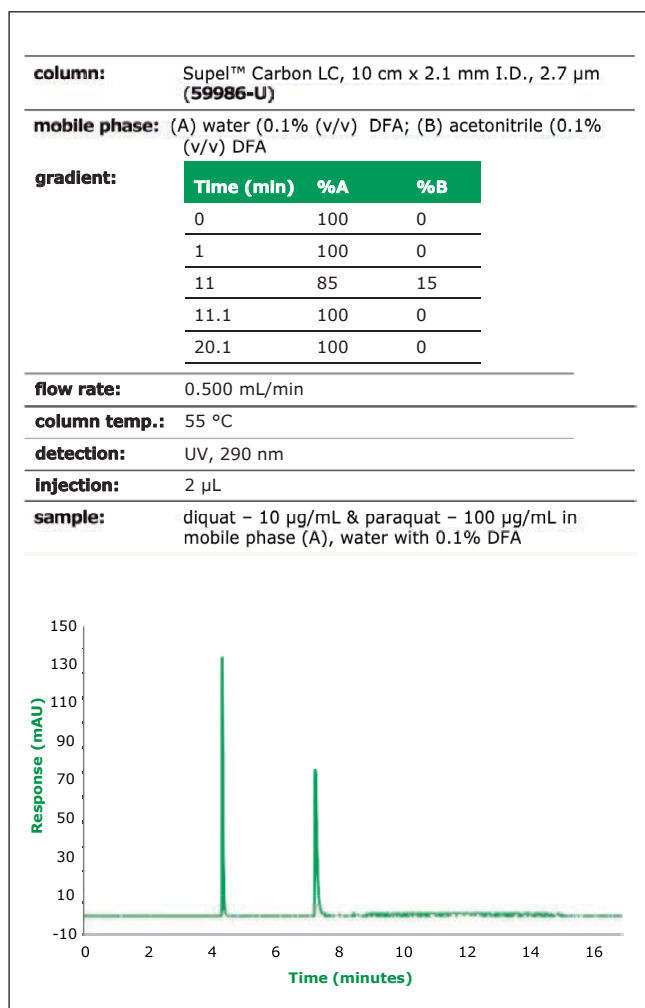 column: Supel™ Carbon LC, 10 cm x 2.1 mm I.D., 2.7 µm
(59986-U)
mobile phase: (A) water (0.1% (v/v) DFA; (B) acetonitrile (0.1%
(v/v) DFA
gradient:
Time (min) %A %B
0 100 0
1 100 0
11 85 15
11.1 100 0
20.1 100 0
flow rate: 0.500 mL/min
column temp.: 55 °C
detection: UV, 290 nm
injection: 2 µL
sample: diquat – 10 µg/mL & paraquat – 100 µg/mL in
mobile phase (A), water with 0.1% DFA
Response (mAU)
150
130
110
90
70
50
30
10
-10
0 2 4 6 8 10 12 14 16
Time (minutes)